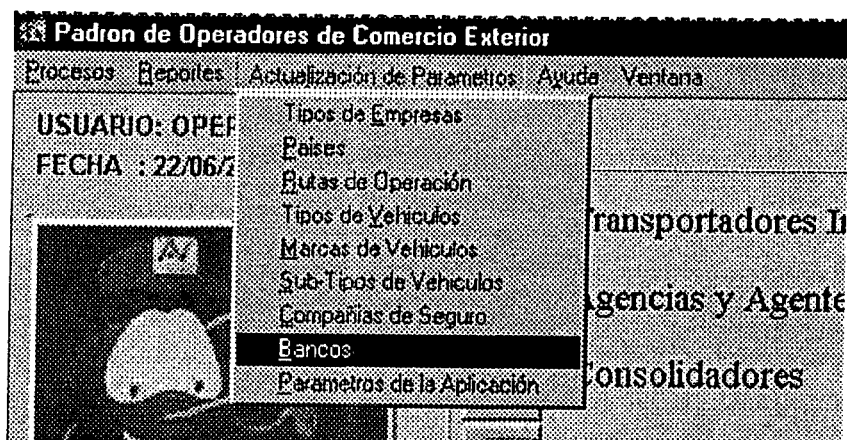 Padron de Operadores de Comercio Exterior
Procesos Reportes Actualización de Parametros Ayuda Ventana
USUARIO: OPER
FECHA : 22/06/2
Tipos de Empresas
Paises
Rutas de Operación
Tipos de Vehiculos
Marcas de Vehiculos
Sub-Tipos de Vehiculos
Compañias de Seguro
Bancos
Parametros de la Aplicación
Transportadores
Agencias y Agente
Consolidadores